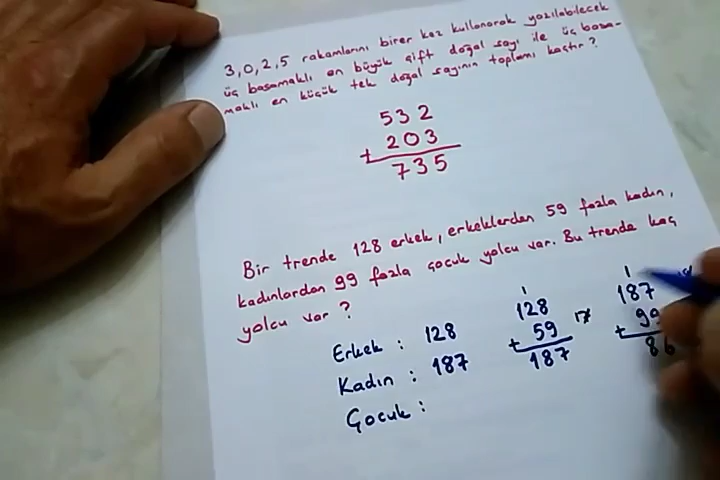 3,0,2,5 rakamlarını birer kez kullanarak yazılabilecek
üç basamaklı en büyük çift doğal sayı ile üç basa-
maklı en küçük tek doğal sayının toplamı kaçtır?
532
+ 203
735
Bir trende 128 erkek, erkeklerden 59 fazla kadın,
kadınlardan 99 fazla çocuk yolcu var. Bu trende kaç
yolcu var?
Erkek : 128
Kadın : 187
Çocuk :
1
128
+ 59
187
17
1
187
+ 99
86